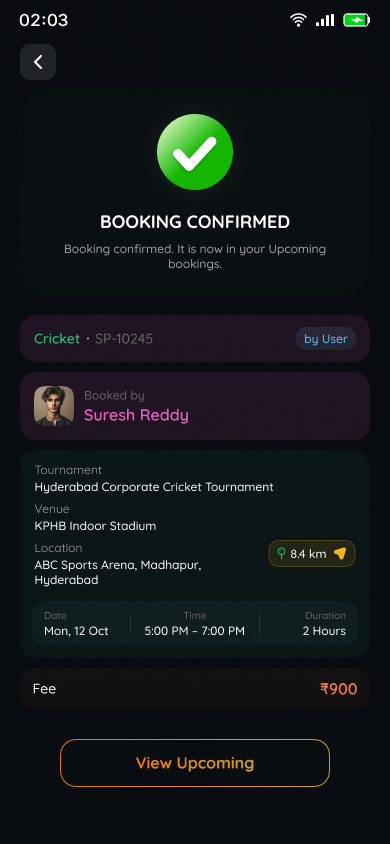 02:03
BOOKING CONFIRMED
Booking confirmed. It is now in your Upcoming
bookings.
Cricket · SP-10245
by User
Booked by
Suresh Reddy
Tournament
Hyderabad Corporate Cricket Tournament
Venue
KPHB Indoor Stadium
Location
ABC Sports Arena, Madhapur,
Hyderabad
8.4 km
Date
Time
Duration
Mon, 12 Oct
5:00 PM – 7:00 PM
2 Hours
Fee
₹900
View Upcoming